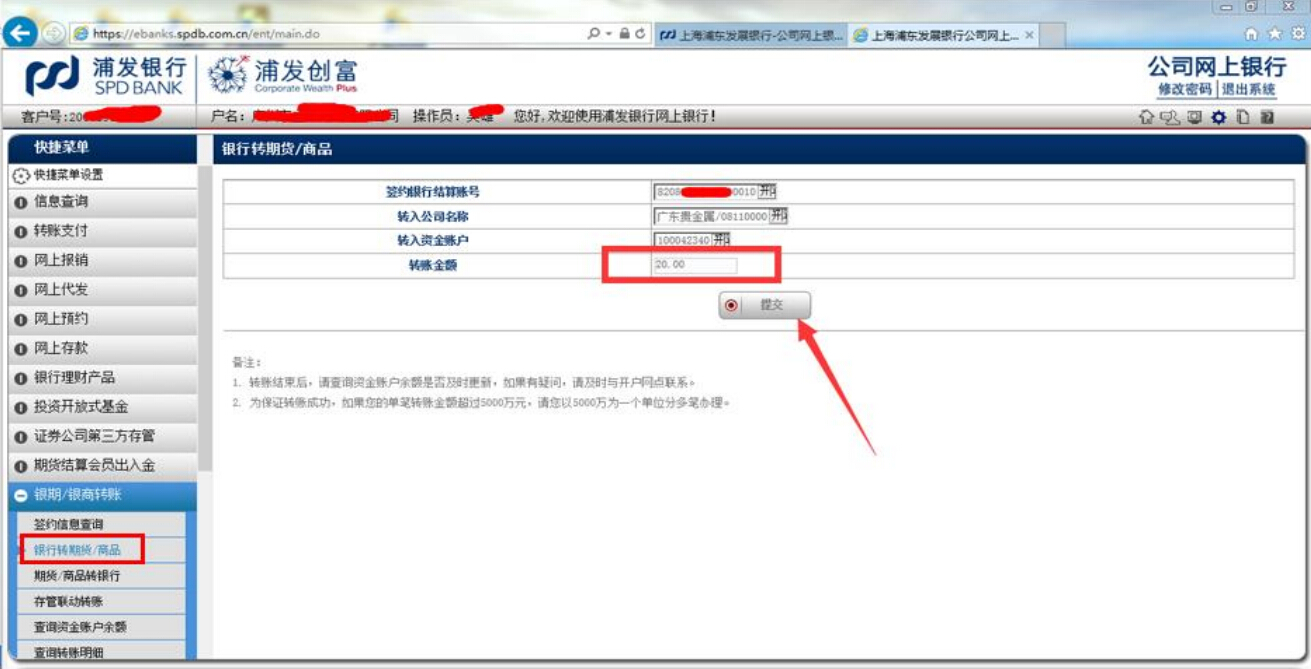 https://ebanks.spdb.com.cn/ent/main.do
上海浦东发展银行-公司网上银...
上海浦东发展银行公司网上... ×
浦发银行
SPD BANK
浦发创富
Corporate Wealth Plus
公司网上银行
修改密码 退出系统
客户号:20
户名: 公司 操作员: 您好,欢迎使用浦发银行网上银行!
快捷菜单
快捷菜单设置
信息查询
转账支付
网上报销
网上代发
网上预约
网上存款
银行理财产品
投资开放式基金
证券公司第三方存管
期货结算会员出入金
银期/银商转账
签约信息查询
银行转期货/商品
期货/商品转银行
存管联动转账
查询资金账户余额
查询转账明细
银行转期货/商品
签约银行结算账号 8208 0010
转入公司名称 广东贵金属/08110000
转入资金账户 100042340
转账金额 20.00
提交
备注:
1. 转账结束后,请查询资金账户余额是否及时更新,如果有疑问,请及时与开户网点联系。
2. 为保证转账成功,如果您的单笔转账金额超过5000万元,请您以5000万为一个单位分多笔办理。